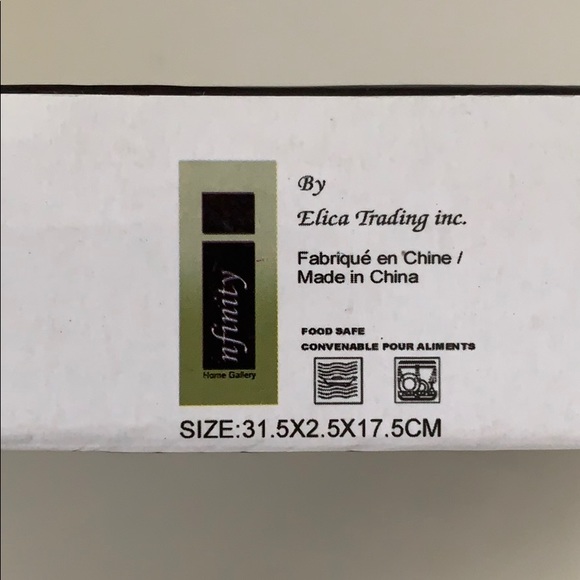 nfinity
Home Gallery
By
Elica Trading inc.
Fabriqué en Chine /
Made in China
FOOD SAFE
CONVENABLE POUR ALIMENTS
SIZE:31.5X2.5X17.5CM